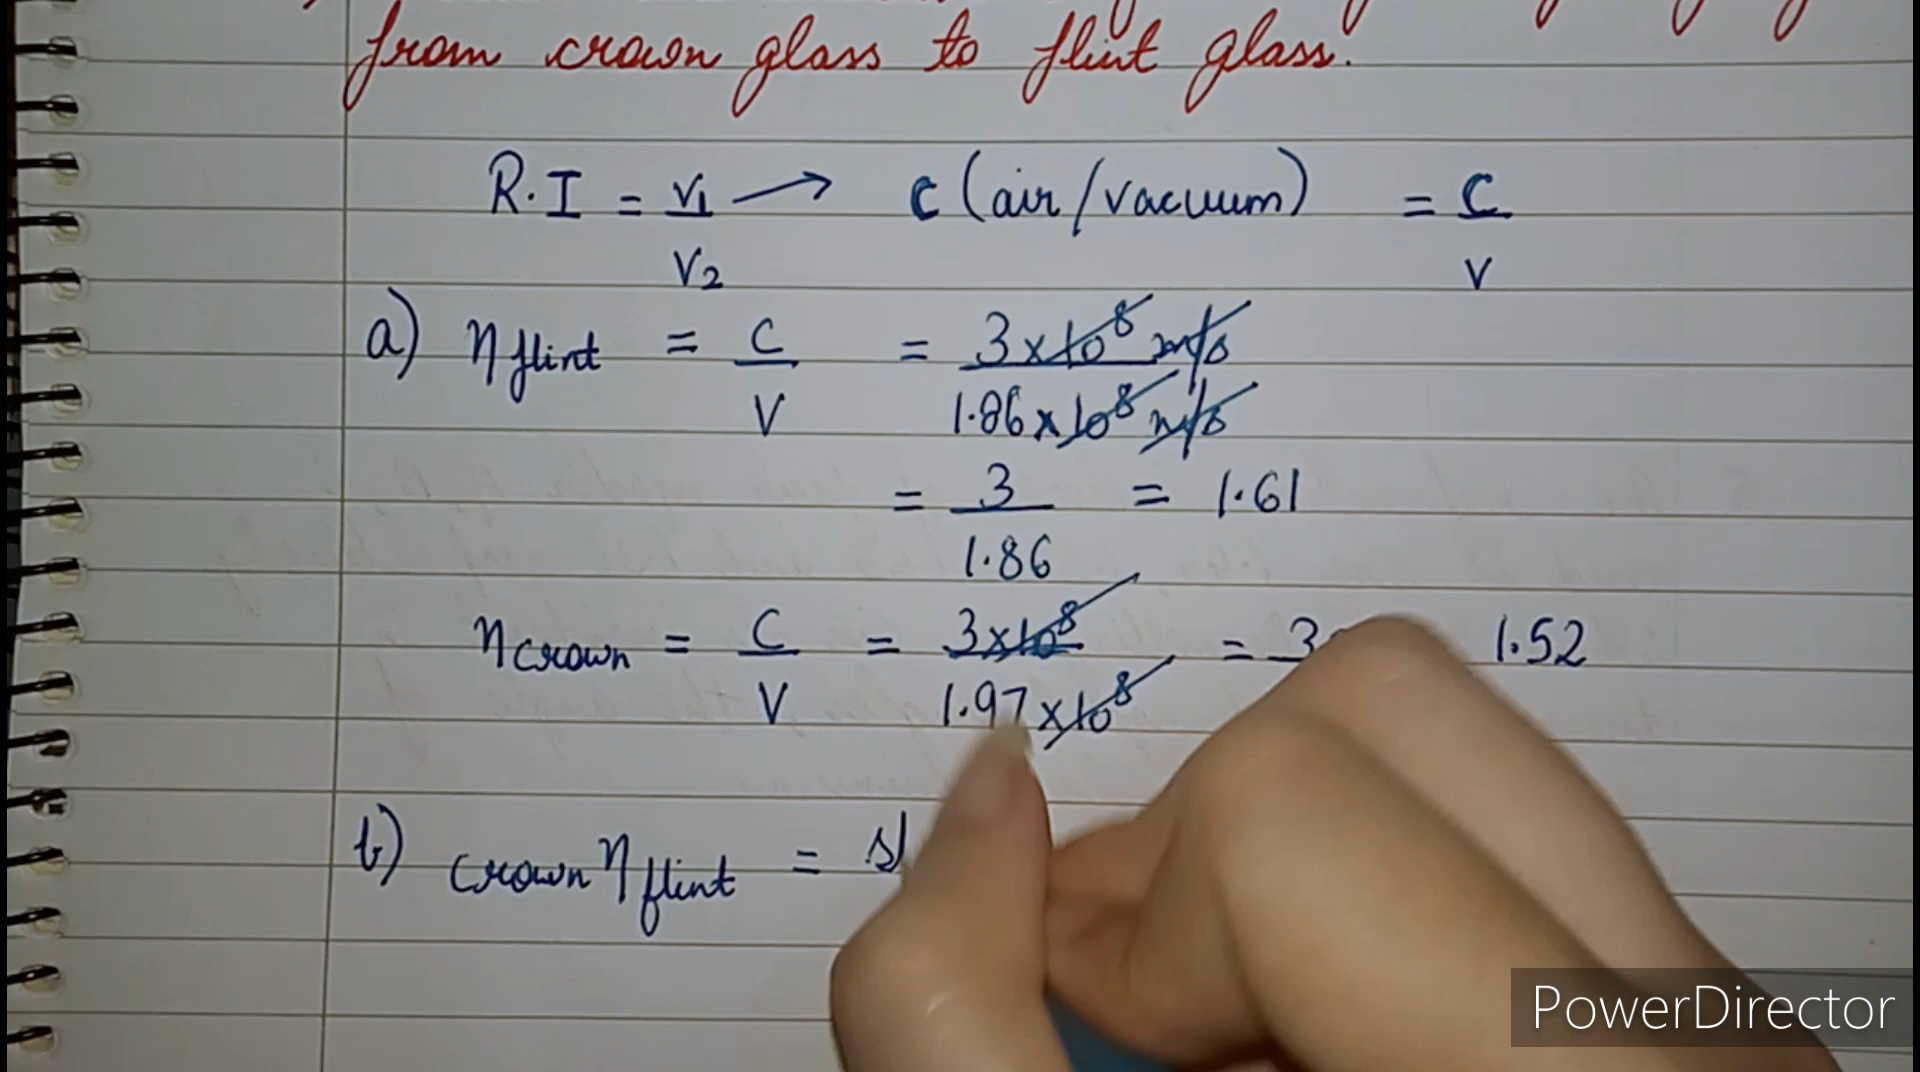 from crown glass to flint glass.
R.I = v1 → c (air/vacuum) = c
v2 v
a) η flint = c = 3×10⁸ m/s
v 1.86×10⁸ m/s
= 3 = 1.61
1.86
η crown = c = 3×10⁸ = 3 1.52
v 1.97×10⁸
b) crown η flint =
PowerDirector